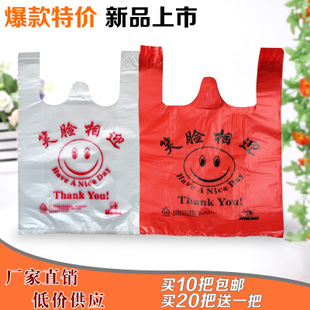 爆款特价 新品上市
笑脸相迎
Have A Nice Day
Thank You!
笑脸相迎
Have A Nice Day
Thank You!
厂家直销
低价供应
买10把包邮
买20把送一把